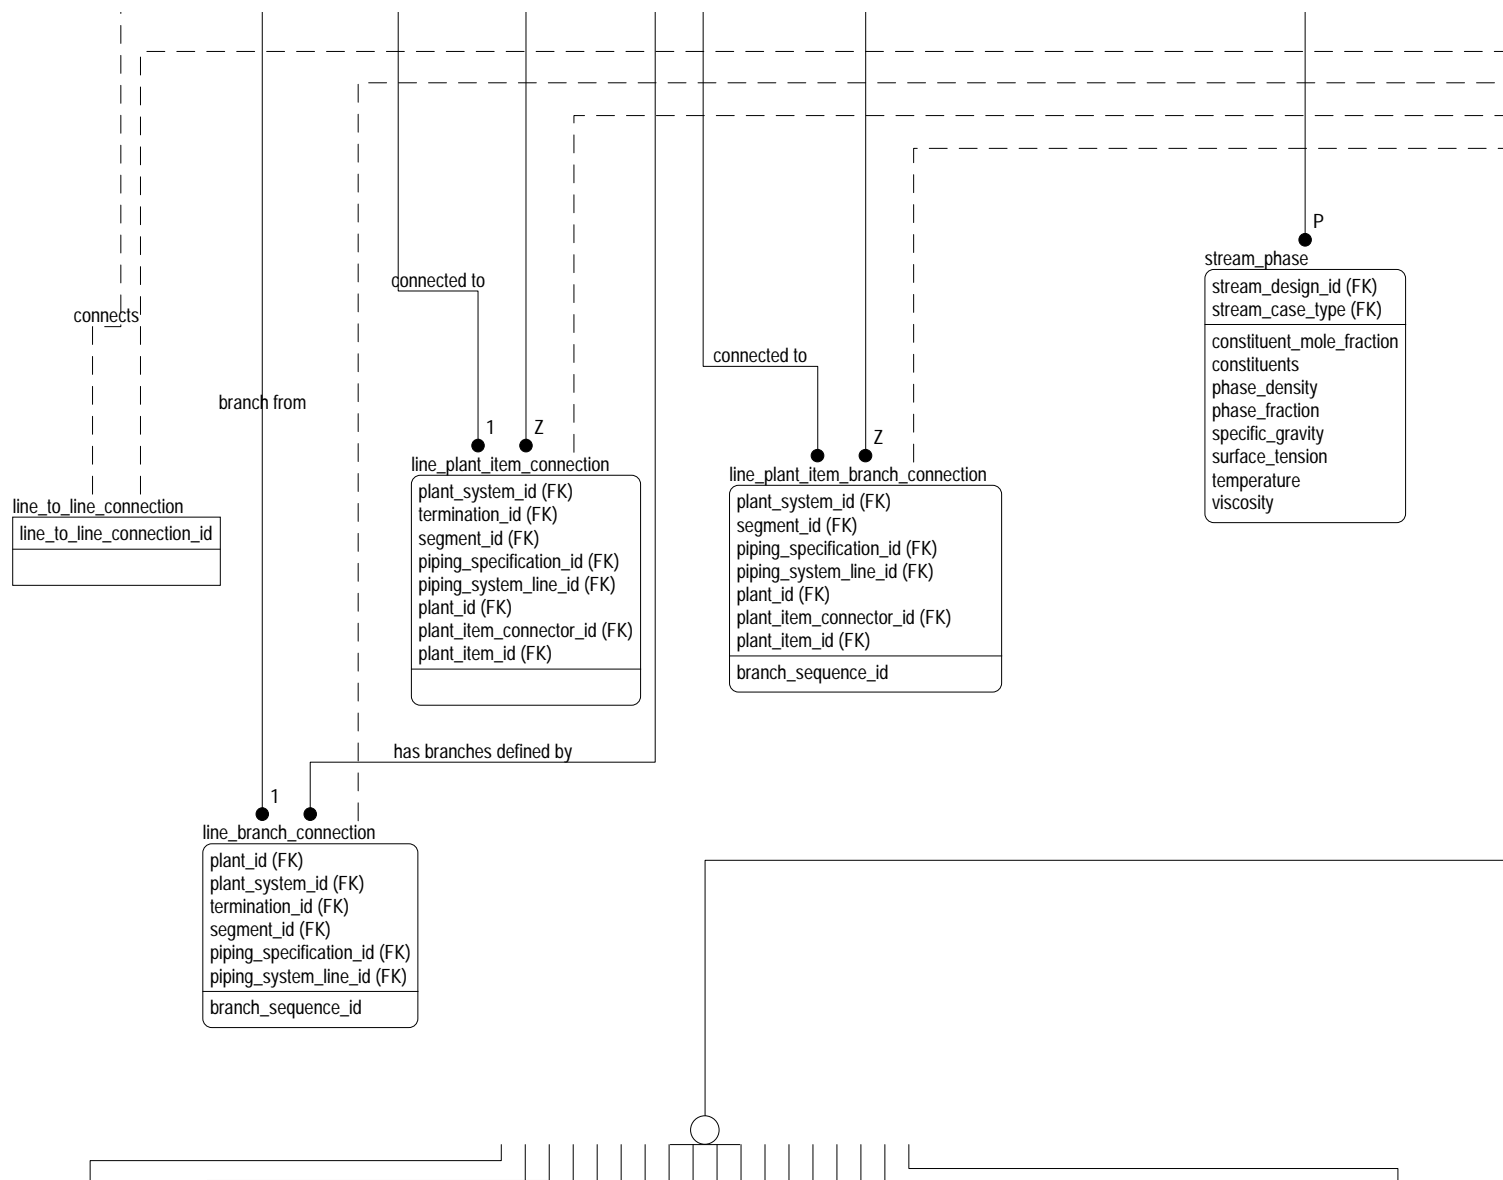 P
stream_phase
stream_design_id (FK)
stream_case_type (FK)
constituent_mole_fraction
constituents
phase_density
phase_fraction
specific_gravity
surface_tension
temperature
viscosity
connected to
connects
connected to
branch from
1
Z
line_plant_item_connection
plant_system_id (FK)
termination_id (FK)
segment_id (FK)
piping_specification_id (FK)
piping_system_line_id (FK)
plant_id (FK)
plant_item_connector_id (FK)
plant_item_id (FK)
Z
line_plant_item_branch_connection
plant_system_id (FK)
segment_id (FK)
piping_specification_id (FK)
piping_system_line_id (FK)
plant_id (FK)
plant_item_connector_id (FK)
plant_item_id (FK)
branch_sequence_id
line_to_line_connection
line_to_line_connection_id
has branches defined by
1
line_branch_connection
plant_id (FK)
plant_system_id (FK)
termination_id (FK)
segment_id (FK)
piping_specification_id (FK)
piping_system_line_id (FK)
branch_sequence_id